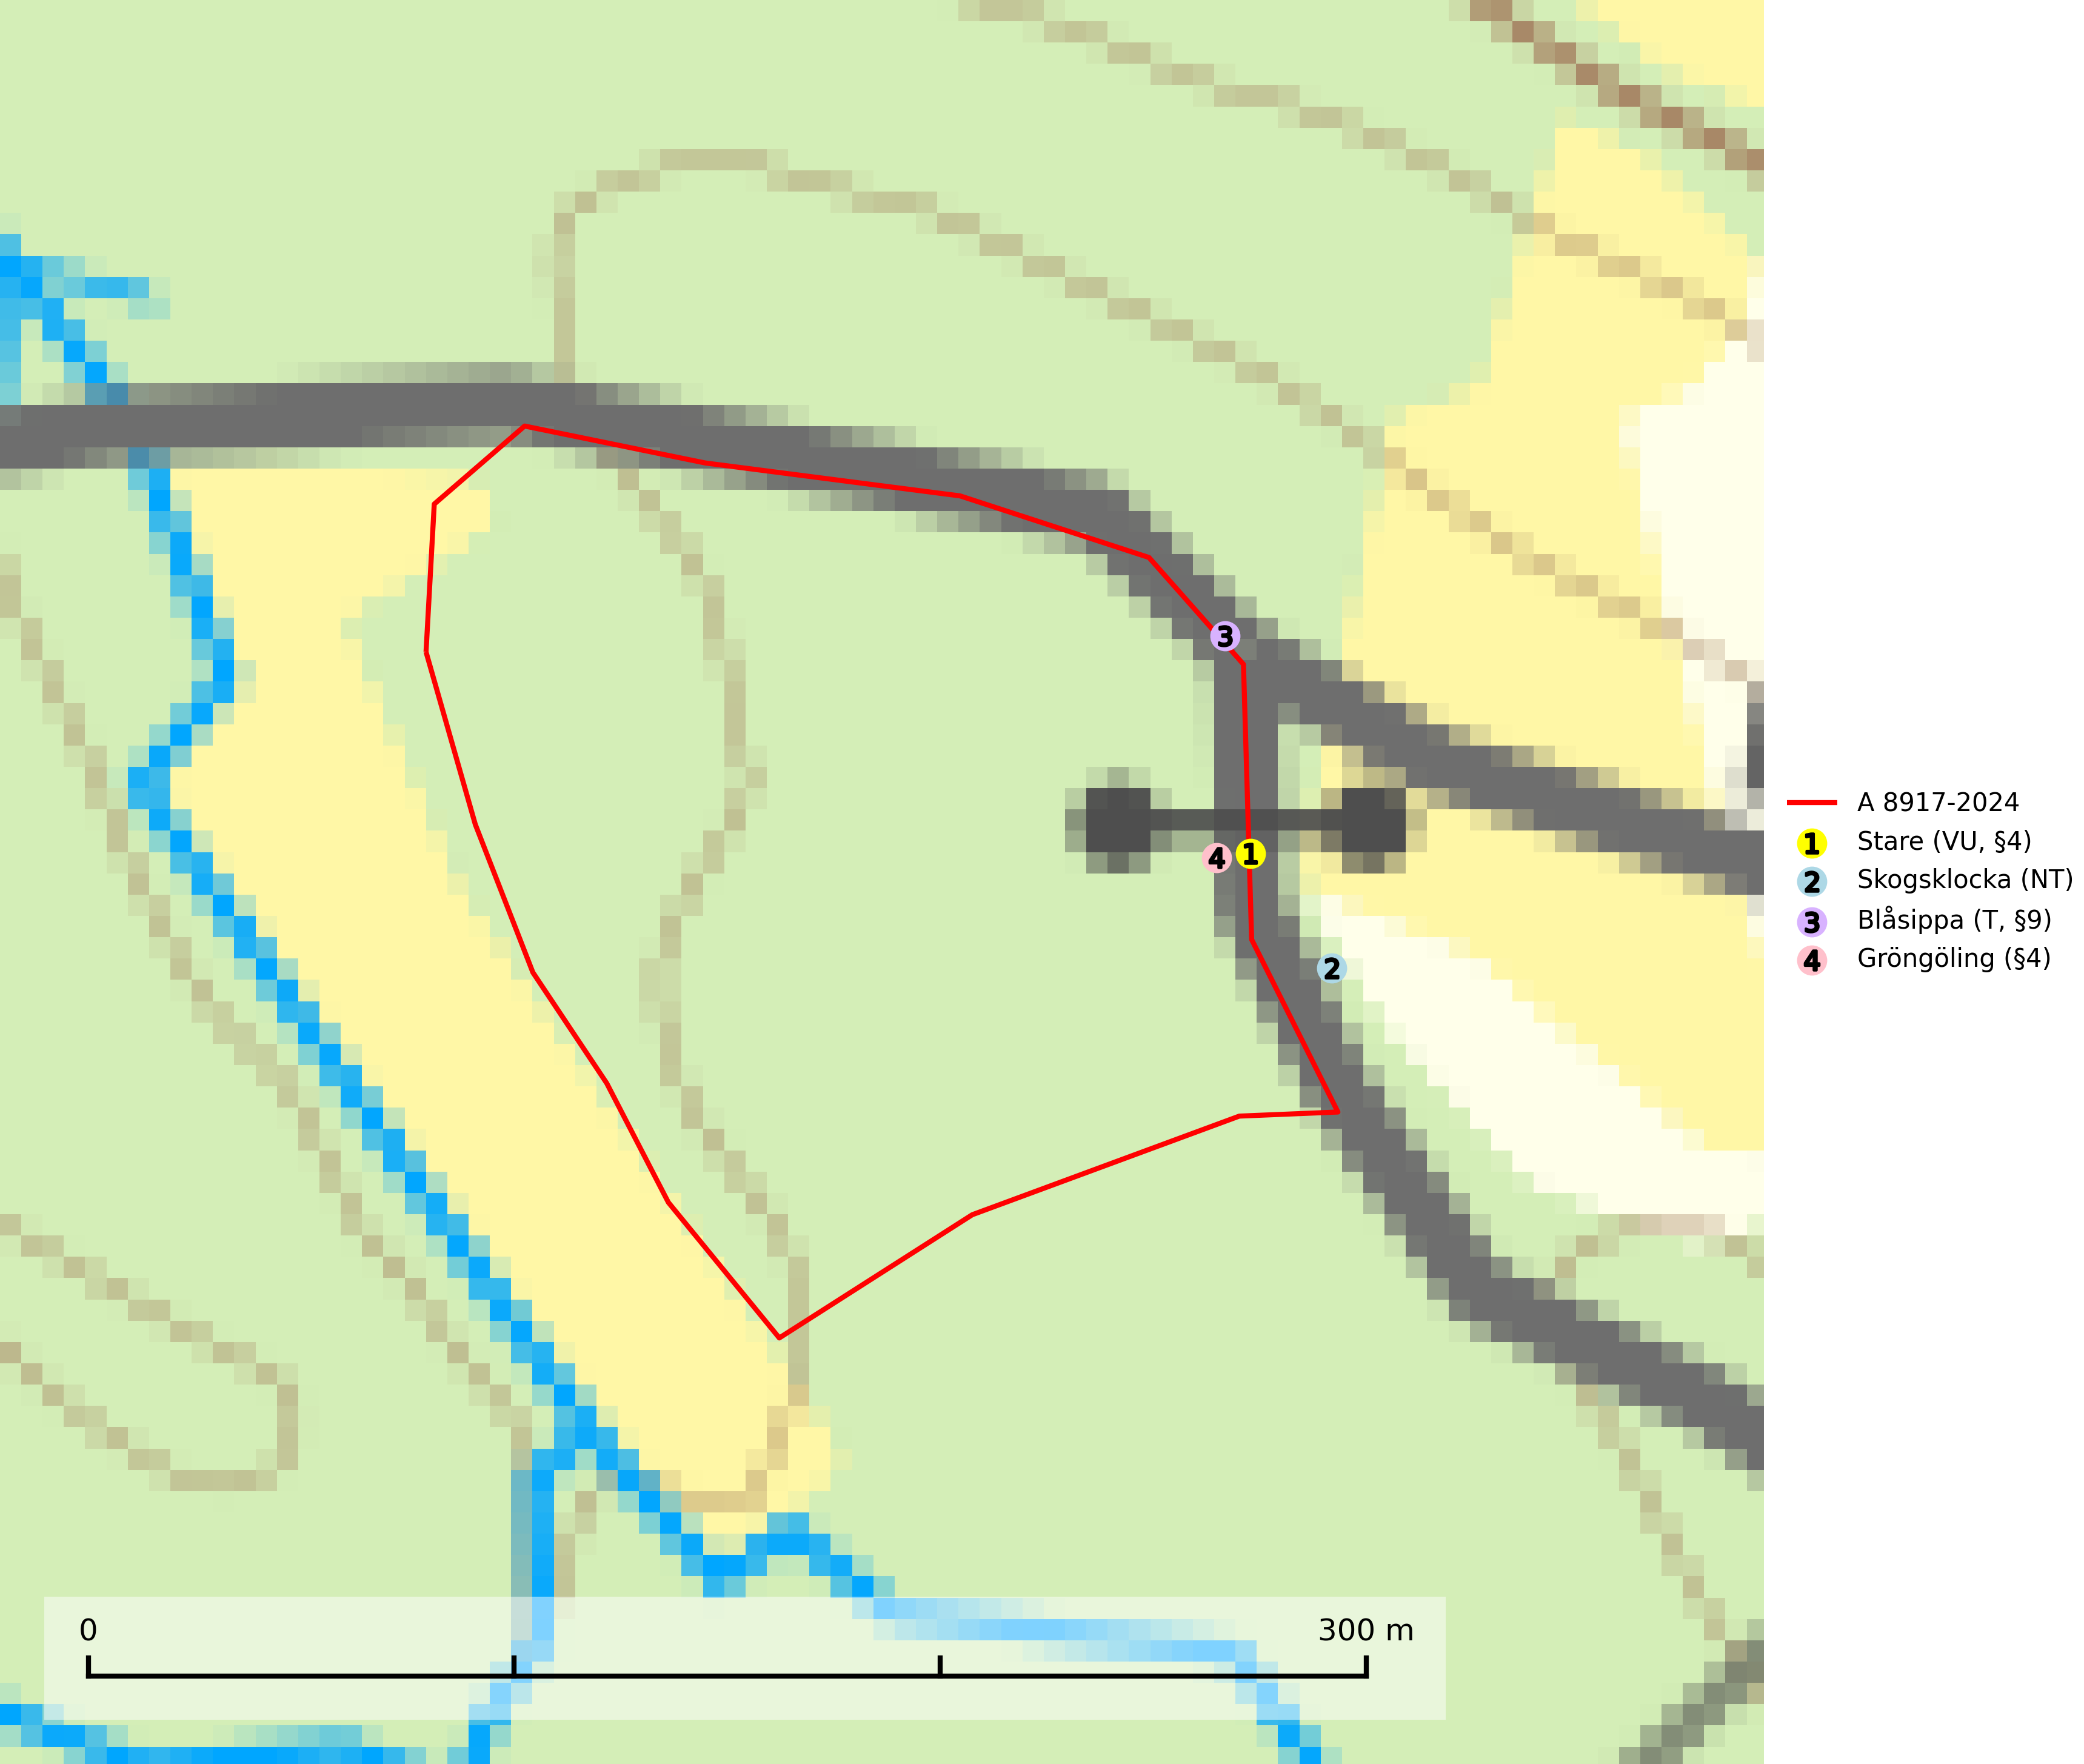 3
4 1
2
A 8917-2024
1 Stare (VU, §4)
2 Skogsklocka (NT)
3 Blåsippa (T, §9)
4 Gröngöling (§4)
0 300 m